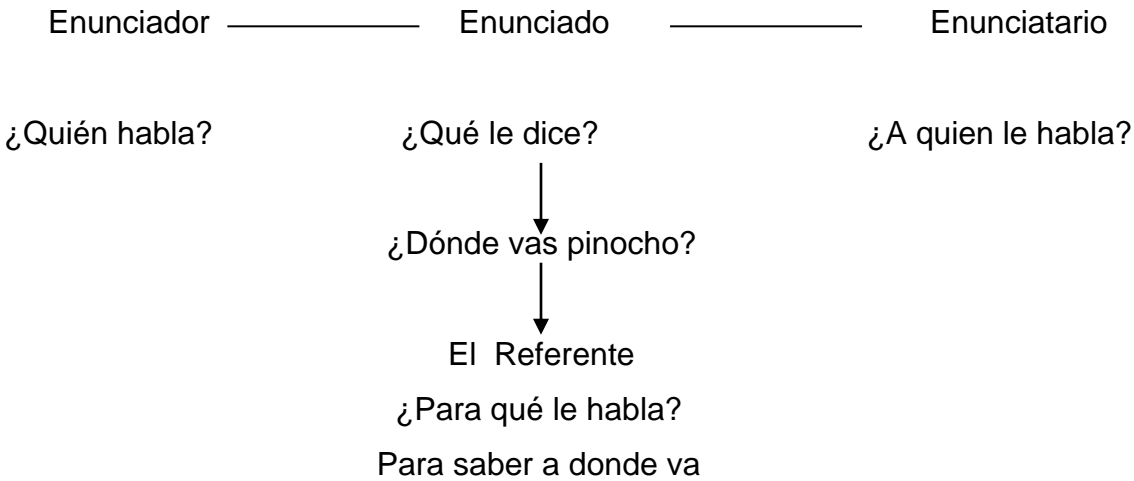 Enunciador Enunciado Enunciatario
¿Quién habla? ¿Qué le dice? ¿A quien le habla?
¿Dónde vas pinocho?
El Referente
¿Para qué le habla?
Para saber a donde va